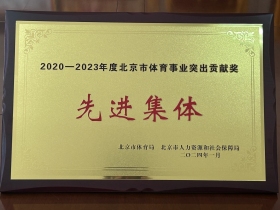 2020—2023年度北京市体育事业突出贡献奖
先进集体
北京市体育局 北京市人力资源和社会保障局
二〇二四年一月